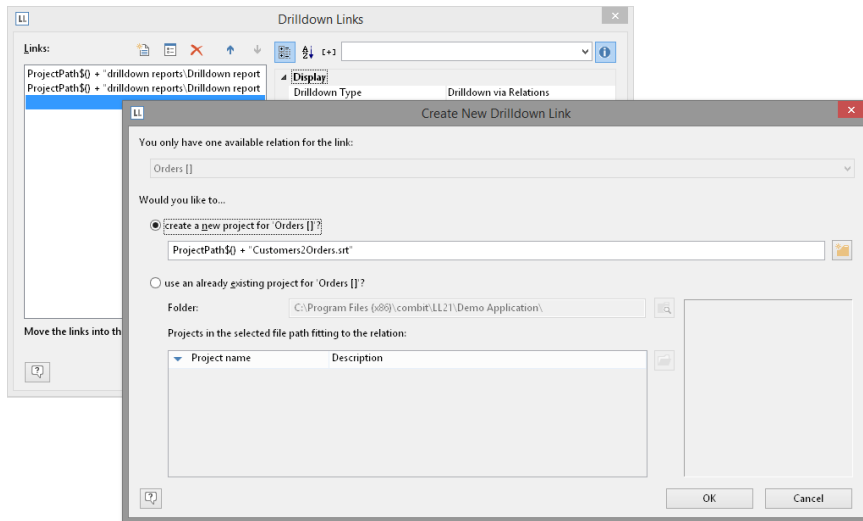 LL Drilldown Links
Links:
[+]
ProjectPath$() + "drilldown reports\Drilldown report
ProjectPath$() + "drilldown reports\Drilldown report
Display
Drilldown Type Drilldown via Relations
LL Create New Drilldown Link
You only have one available relation for the link:
Orders []
Would you like to...
create a new project for 'Orders []'?
ProjectPath$() + "Customers2Orders.srt"
use an already existing project for 'Orders []'?
Folder: C:\Program Files (x86)\combit\LL21\Demo Application\
Projects in the selected file path fitting to the relation:
Project name Description
Move the links into th
OK Cancel